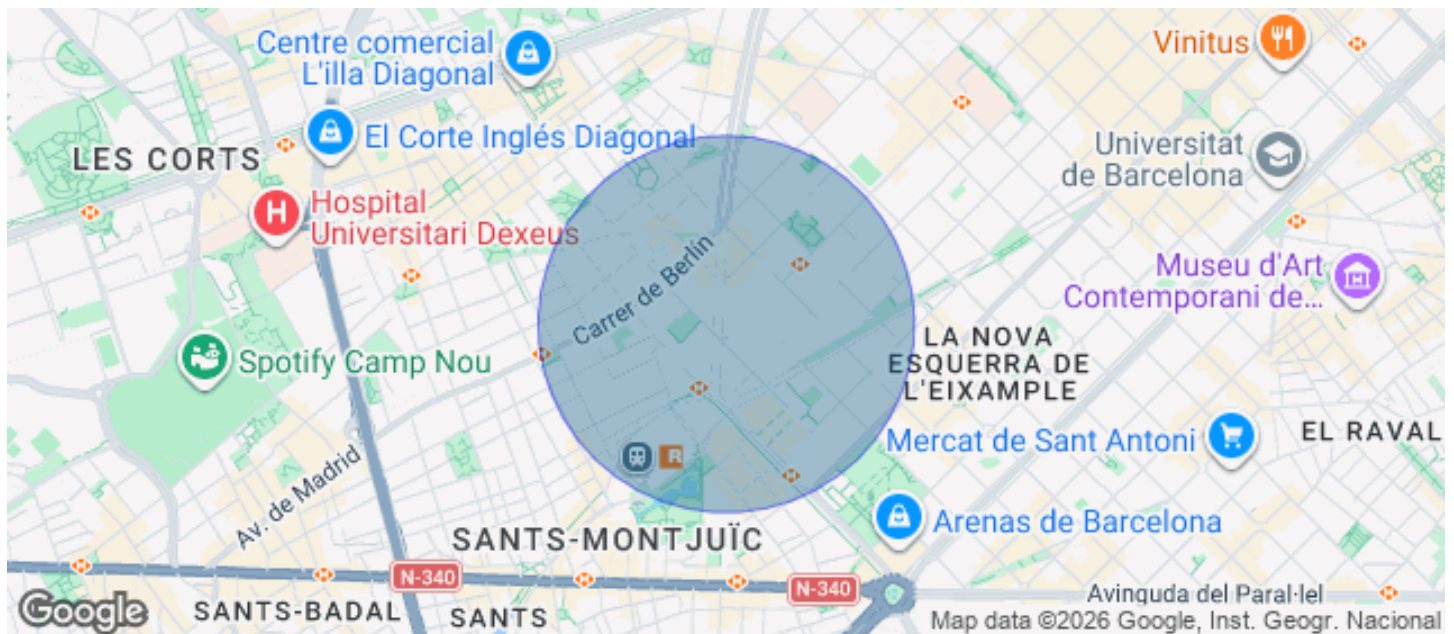 Centre comercial
L'illa Diagonal
Vinitus
El Corte Inglés Diagonal
LES CORTS
Universitat
de Barcelona
Hospital
Universitari Dexeus
H
Carrer de Berlín
Museu d'Art
Contemporani de...
Spotify Camp Nou
LA NOVA
ESQUERRA DE
L'EIXAMPLE
Mercat de Sant Antoni
EL RAVAL
R
Av. de Madrid
Arenas de Barcelona
SANTS-MONTJUÏC
N-340
N-340
Avinguda del Paral·lel
SANTS-BADAL
SANTS
Google
Map data ©2026 Google, Inst. Geogr. Nacional